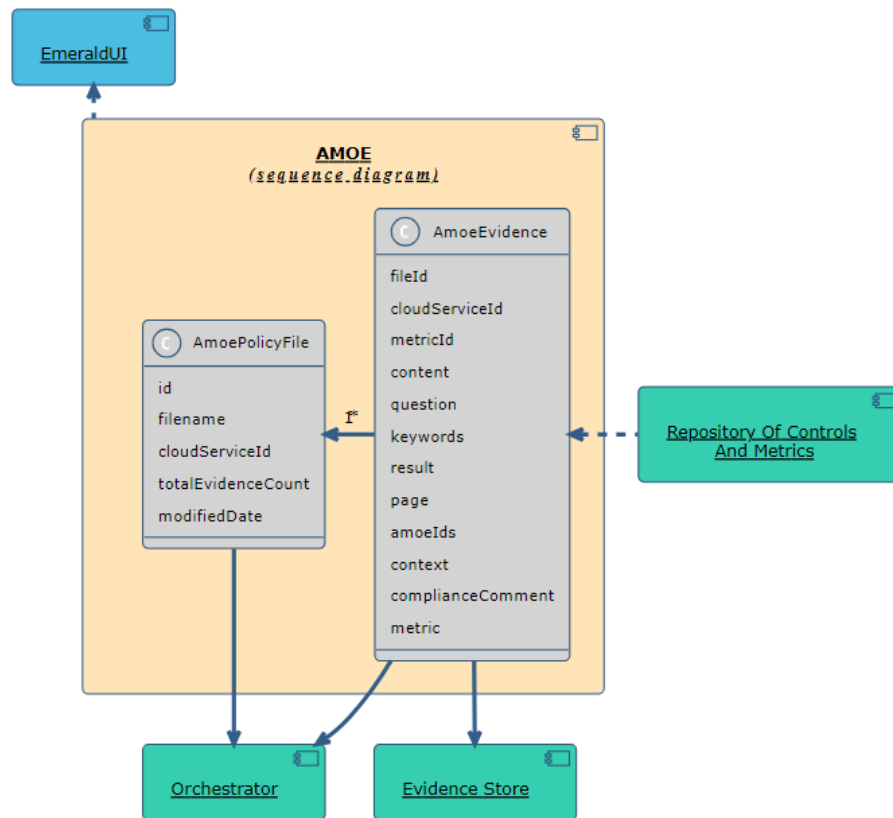 EmeraldUI
AMOE
(sequence diagram)
C AmoeEvidence
fileId
cloudServiceId
metricId
content
question
keywords
result
page
amoeIds
context
complianceComment
metric
C AmoePolicyFile
id
filename
cloudServiceId
totalEvidenceCount
modifiedDate
1*
Repository Of Controls
And Metrics
Orchestrator
Evidence Store